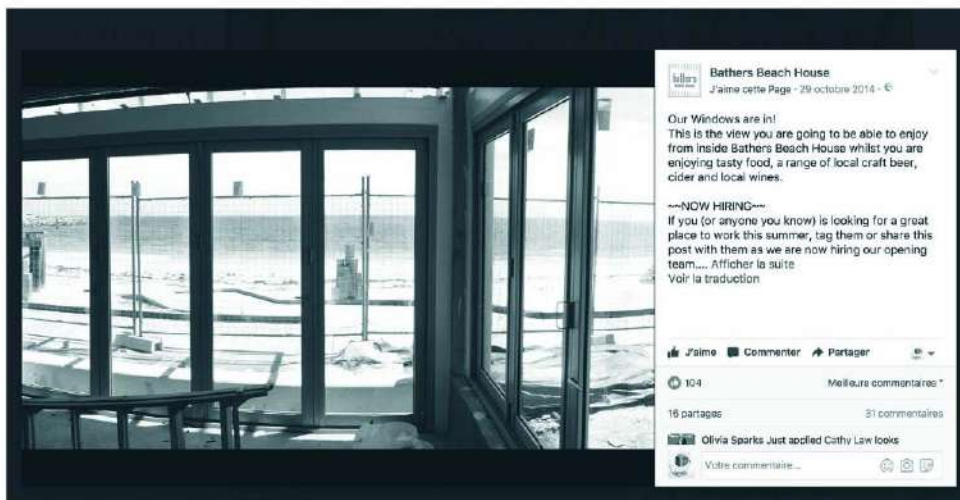 bathers
Bathers Beach House
J'aime cette Page · 29 octobre 2014 ·
Our Windows are in!
This is the view you are going to be able to enjoy
from inside Bathers Beach House whilst you are
enjoying tasty food, a range of local craft beer,
cider and local wines.
~~NOW HIRING~~
If you (or anyone you know) is looking for a great
place to work this summer, tag them or share this
post with them as we are now hiring our opening
team.... Afficher la suite
Voir la traduction
J'aime Commenter Partager
104 Meilleure commentaires
16 partages 31 commentaires
Olivia Sparks Just applied Cathy Law looks
Votre commentaire...